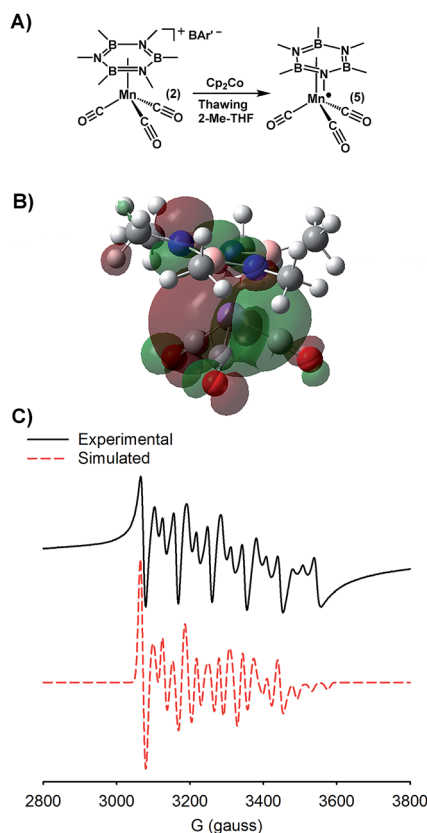 A)
B N B N B N + BAr' –
Mn (2)
O C C O C O
Cp₂Co
Thawing
2-Me-THF
N B N B N B
Mn• (5)
O C C O C O
B)
C)
Experimental
Simulated
2800 3000 3200 3400 3600 3800
G (gauss)